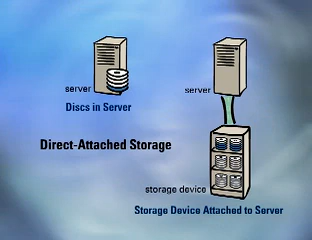 server
Discs in Server
server
Direct-Attached Storage
storage device
Storage Device Attached to Server